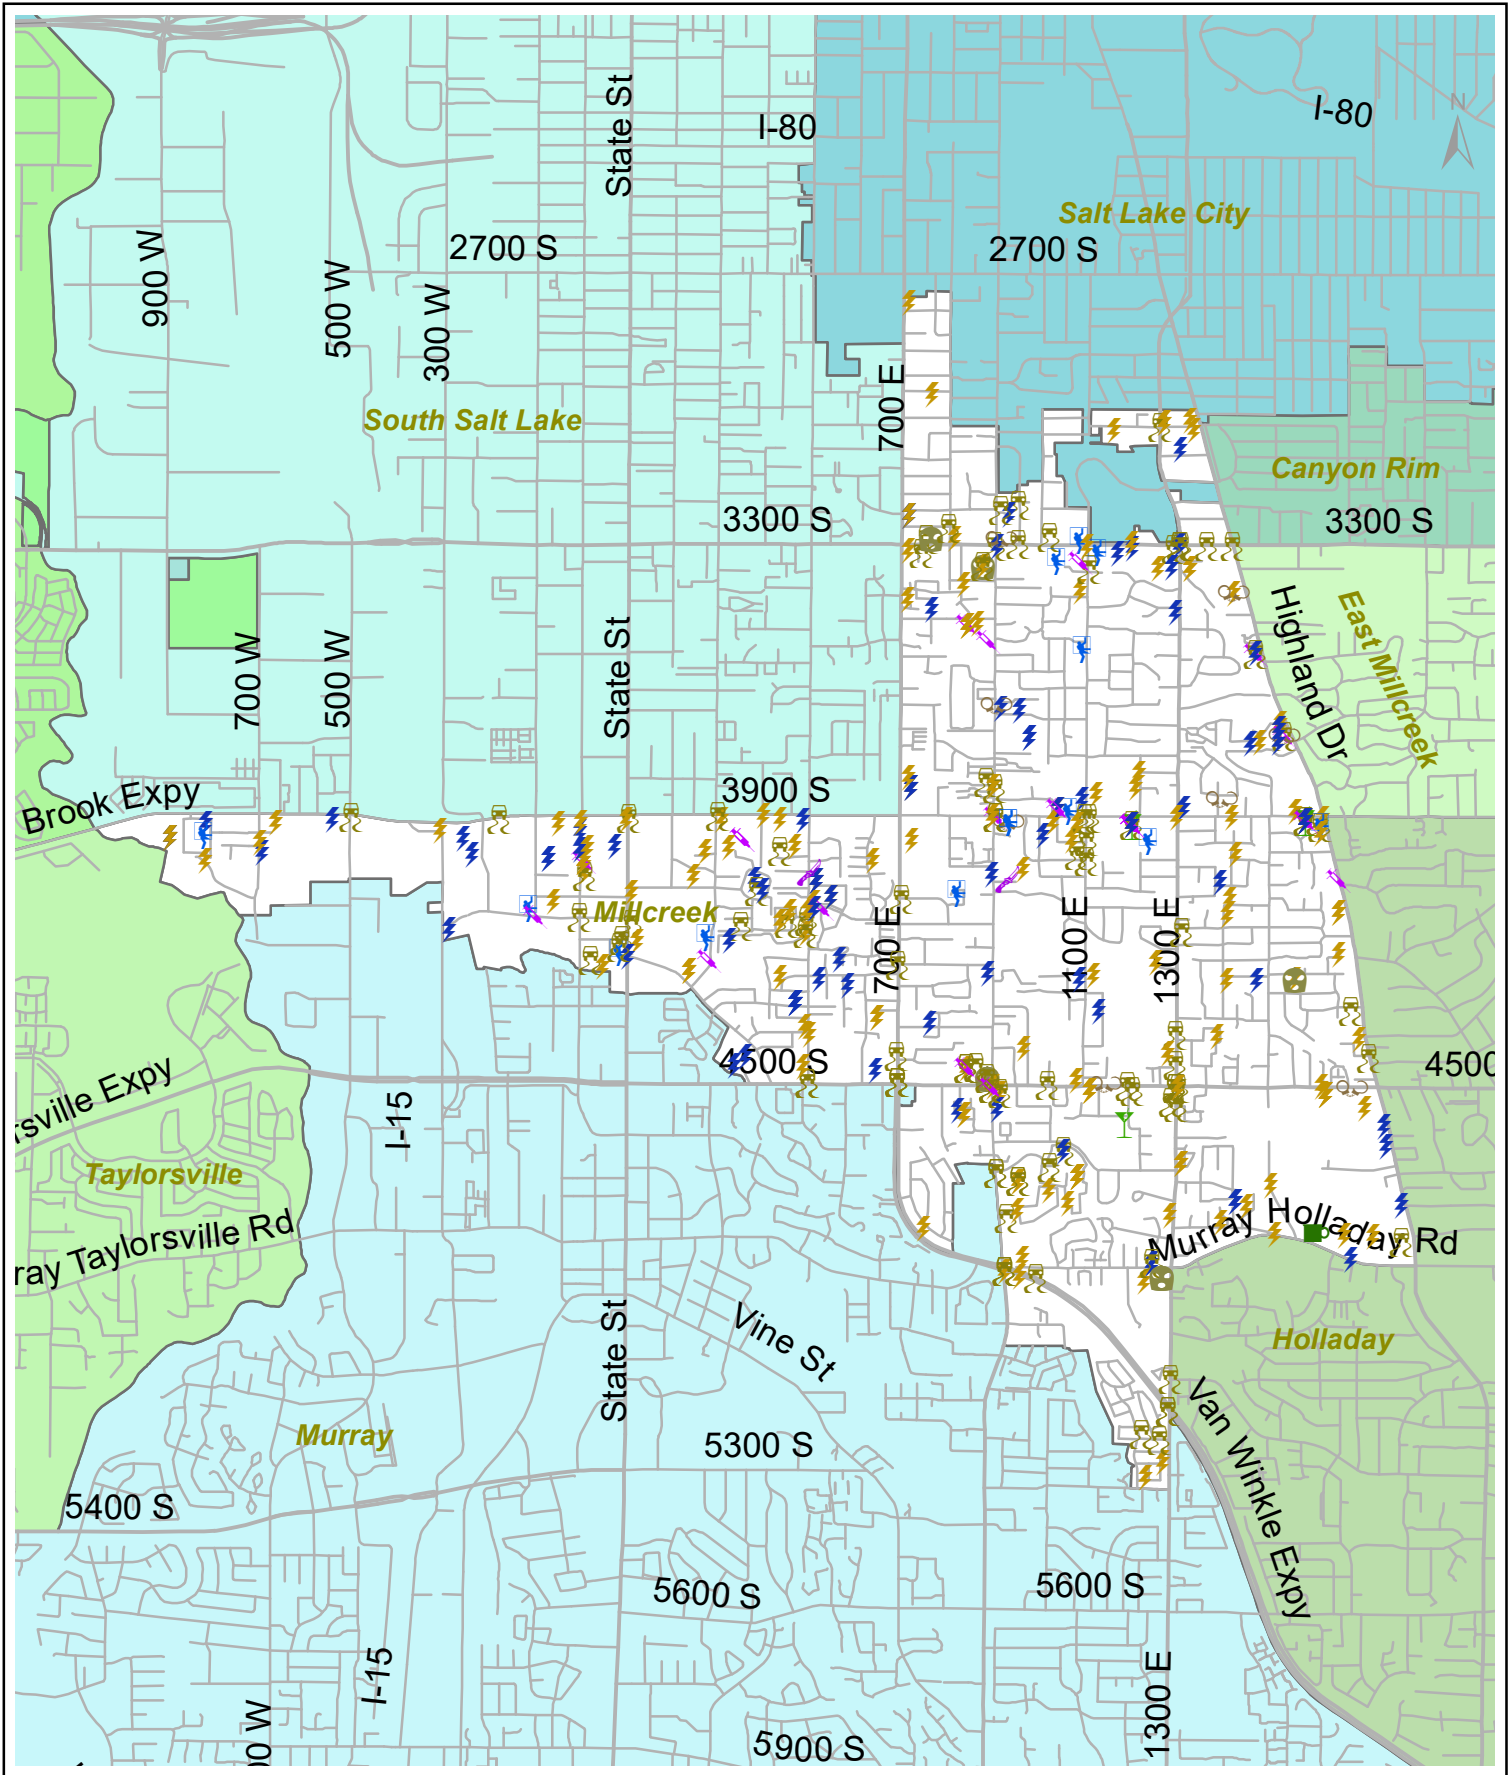 State St
I-80
I-80
N
Salt Lake City
900 W
2700 S
2700 S
500 W
300 W
700 E
South Salt Lake
Canyon Rim
3300 S
3300 S
Highland Dr
East Millcreek
700 W
500 W
State St
Brook Expy
3900 S
Millcreek
700 E
1100 E
1300 E
4500 S
4500
rsville Expy
I-15
Taylorsville
ray Taylorsville Rd
Murray Holladay Rd
State St
Vine St
Holladay
Murray
5300 S
Van Winkle Expy
5400 S
5600 S
5600 S
I-15
1300 E
00 W
5900 S